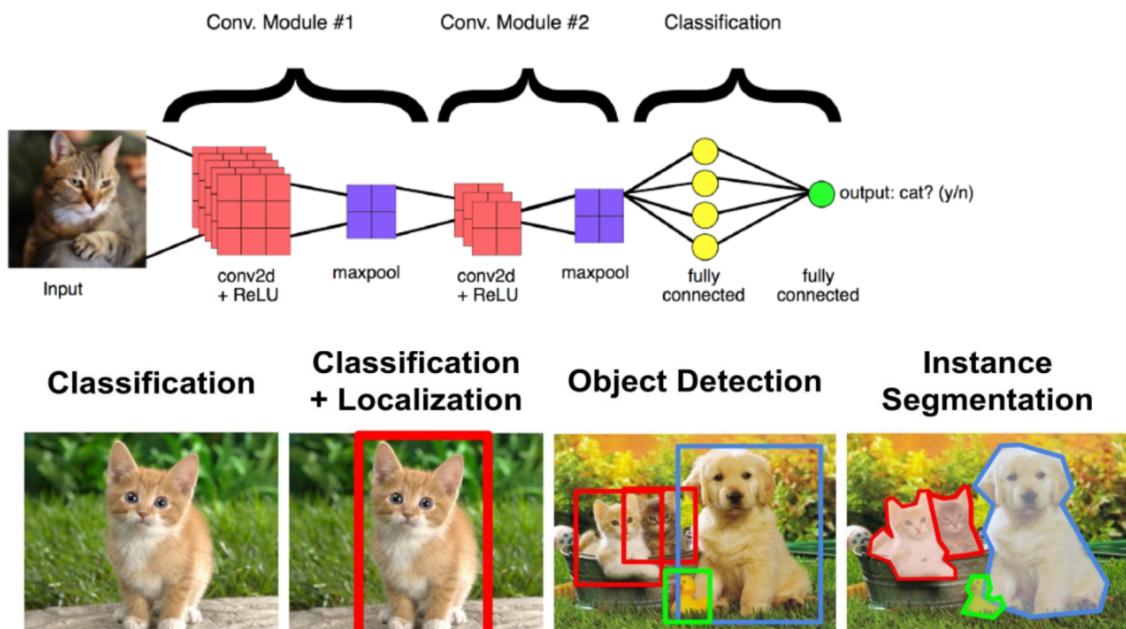 Conv. Module #1
Conv. Module #2
Classification
Input
conv2d
+ ReLU
maxpool
conv2d
+ ReLU
maxpool
fully
connected
fully
connected
output: cat? (y/n)
Classification
Classification
+ Localization
Object Detection
Instance
Segmentation